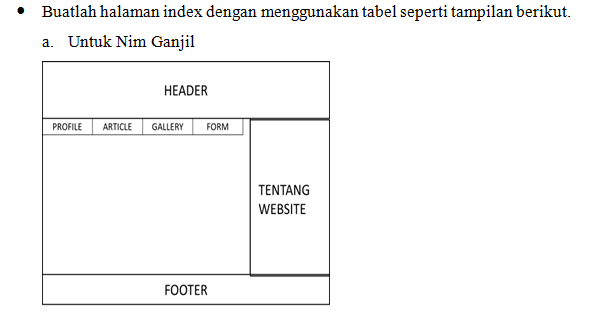 • Buatlah halaman index dengan menggunakan tabel seperti tampilan berikut.
a. Untuk Nim Ganjil
HEADER
PROFILE ARTICLE GALLERY FORM
TENTANG
WEBSITE
FOOTER